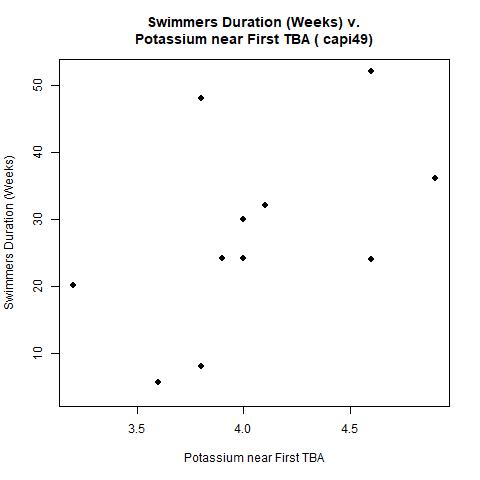 Swimmers Duration (Weeks) v.
Potassium near First TBA ( capi49)
Swimmers Duration (Weeks)
50
40
30
20
10
3.5
4.0
4.5
Potassium near First TBA